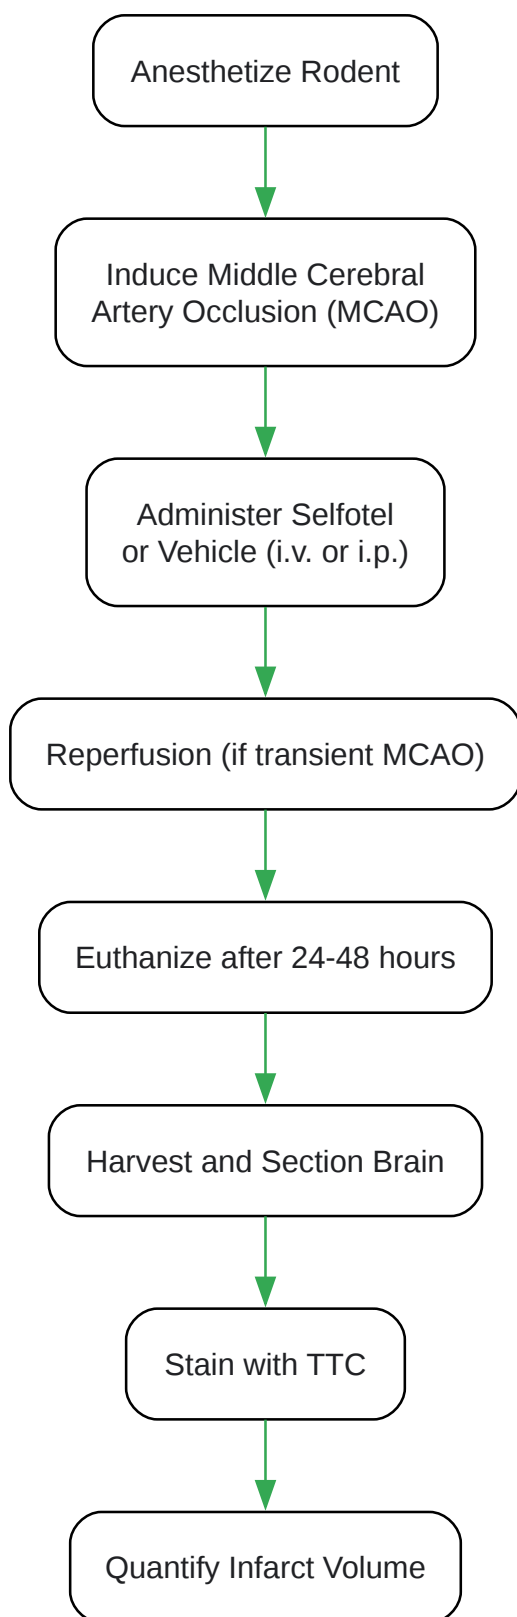 Anesthetize Rodent
Induce Middle Cerebral
Artery Occlusion (MCAO)
Administer Selfotel
or Vehicle (i.v. or i.p.)
Reperfusion (if transient MCAO)
Euthanize after 24-48 hours
Harvest and Section Brain
Stain with TTC
Quantify Infarct Volume